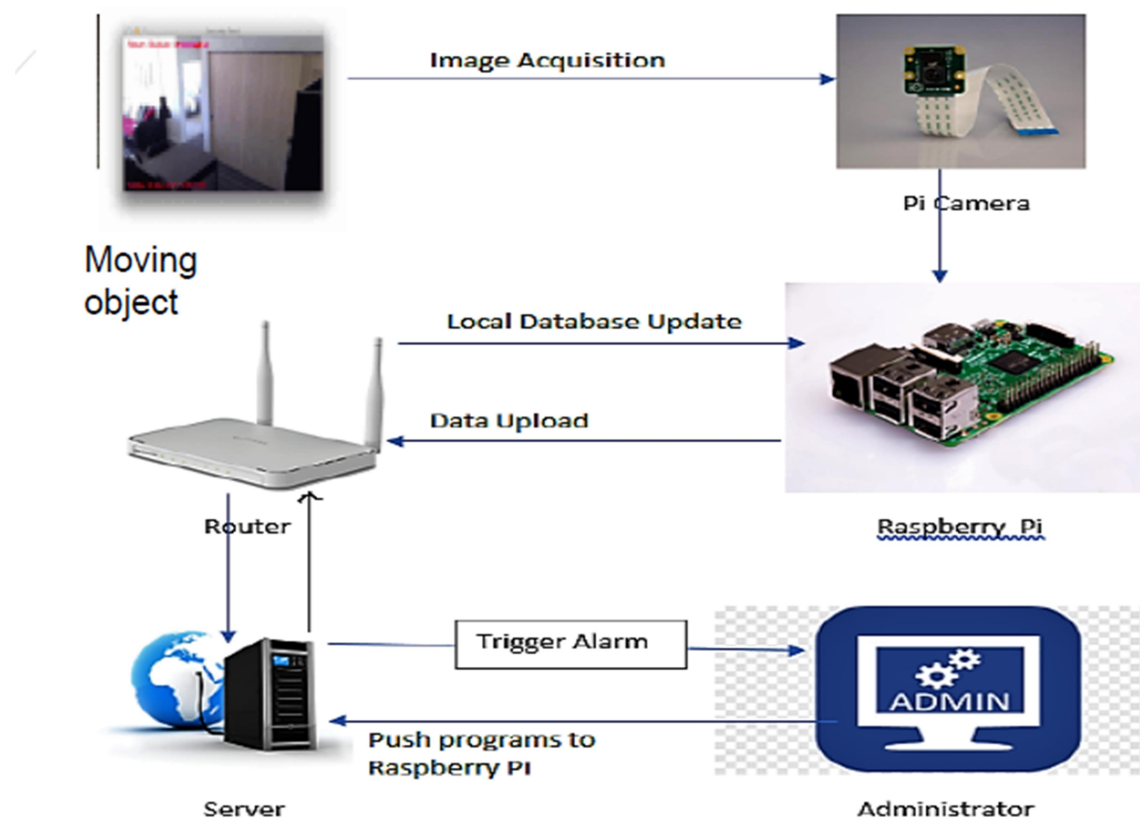 Image Acquisition
Pi Camera
Moving
object
Local Database Update
Data Upload
Router
Raspberry Pi
Trigger Alarm
ADMIN
Push programs to
Raspberry PI
Server
Administrator